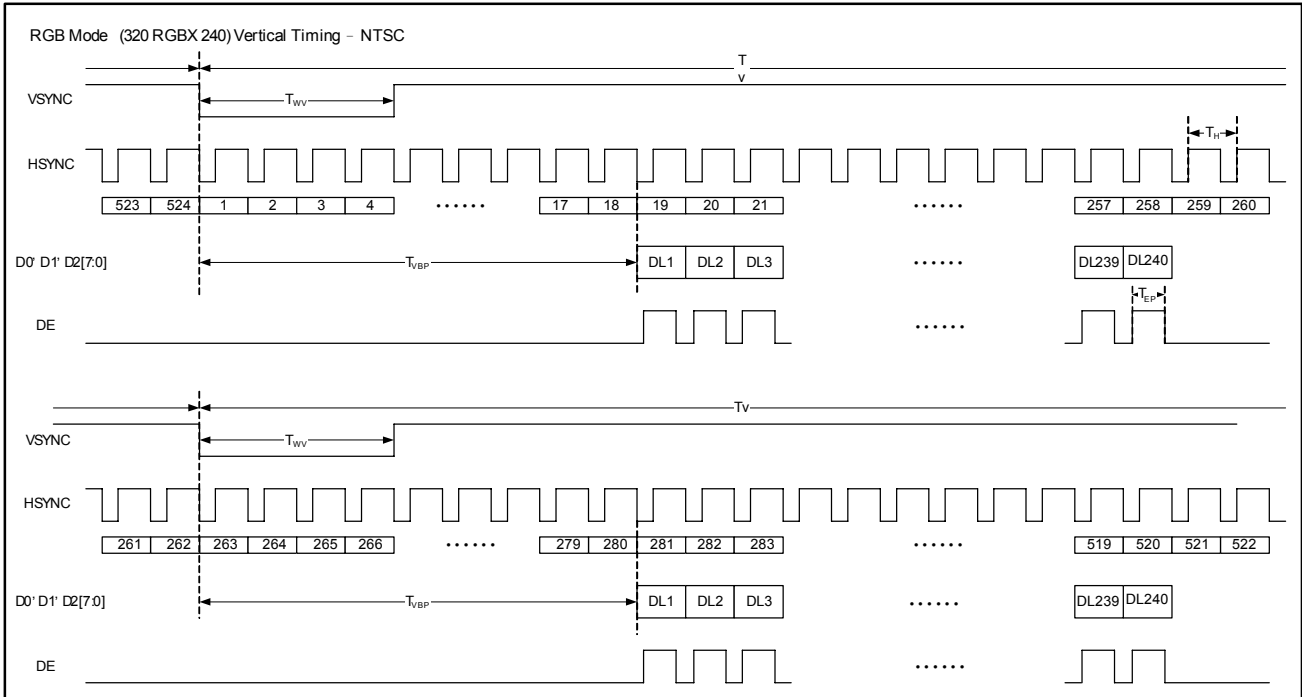 RGB Mode (320 RGBX 240) Vertical Timing - NTSC
T
v
VSYNC
TWV
TH
HSYNC
523 524 1 2 3 4 ...... 17 18 19 20 21 ...... 257 258 259 260
D0' D1' D2[7:0] TVBP DL1 DL2 DL3 ...... DL239 DL240
TEP
DE ......
Tv
VSYNC
TWV
HSYNC
261 262 263 264 265 266 ...... 279 280 281 282 283 ...... 519 520 521 522
D0' D1' D2[7:0] TVBP DL1 DL2 DL3 ...... DL239 DL240
DE ......